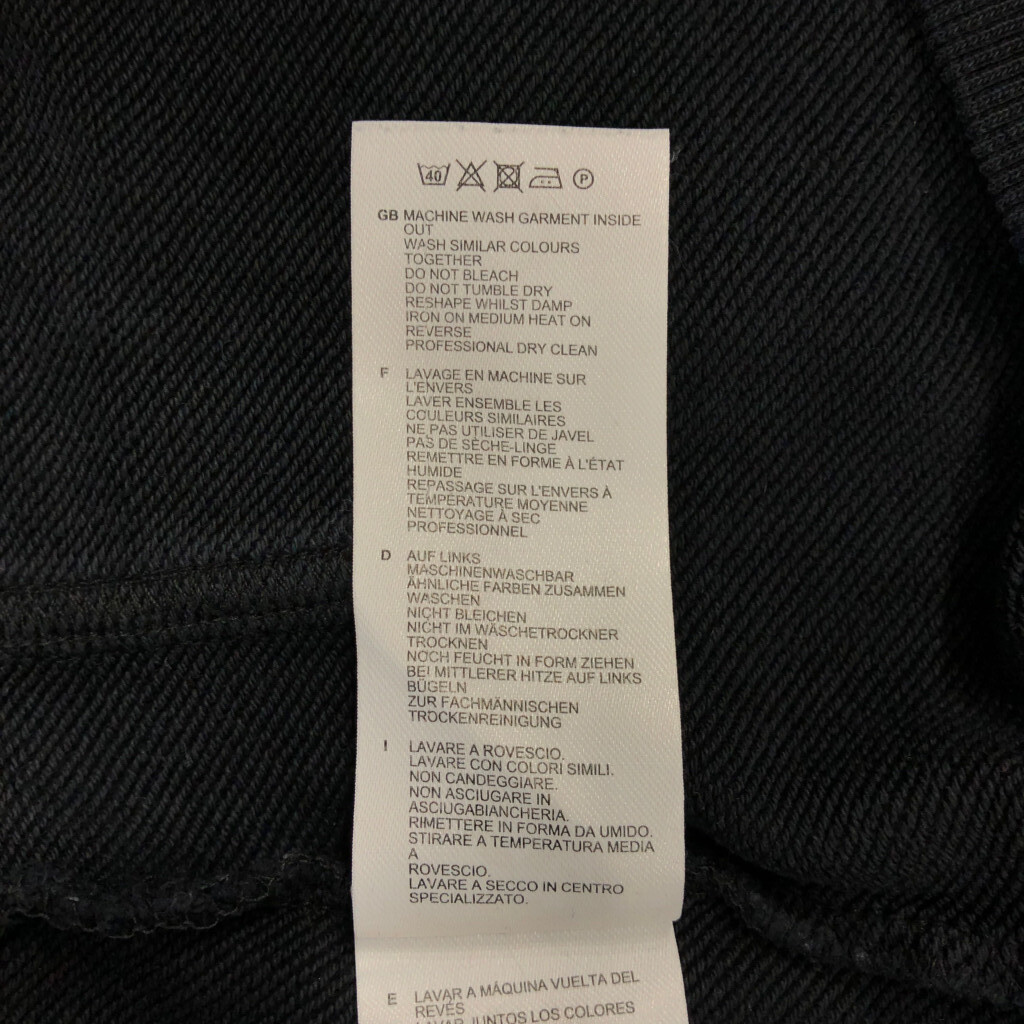 40 P
GB MACHINE WASH GARMENT INSIDE
OUT
WASH SIMILAR COLOURS
TOGETHER
DO NOT BLEACH
DO NOT TUMBLE DRY
RESHAPE WHILST DAMP
IRON ON MEDIUM HEAT ON
REVERSE
PROFESSIONAL DRY CLEAN
F LAVAGE EN MACHINE SUR
L'ENVERS
LAVER ENSEMBLE LES
COULEURS SIMILAIRES
NE PAS UTILISER DE JAVEL
PAS DE SÈCHE-LINGE
REMETTRE EN FORME À L'ÉTAT
HUMIDE
REPASSAGE SUR L'ENVERS À
TEMPÉRATURE MOYENNE
NETTOYAGE À SEC
PROFESSIONNEL
D AUF LINKS
MASCHINENWASCHBAR
ÄHNLICHE FARBEN ZUSAMMEN
WASCHEN
NICHT BLEICHEN
NICHT IM WÄSCHETROCKNER
TROCKNEN
NOCH FEUCHT IN FORM ZIEHEN
BEI MITTLERER HITZE AUF LINKS
BÜGELN
ZUR FACHMÄNNISCHEN
TROCKENREINIGUNG
I LAVARE A ROVESCIO.
LAVARE CON COLORI SIMILI.
NON CANDEGGIARE.
NON ASCIUGARE IN
ASCIUGABIANCHERIA.
RIMETTERE IN FORMA DA UMIDO.
STIRARE A TEMPERATURA MEDIA
A
ROVESCIO.
LAVARE A SECCO IN CENTRO
SPECIALIZZATO.
E LAVAR A MÁQUINA VUELTA DEL
REVÉS
LAVAR JUNTOS LOS COLORES